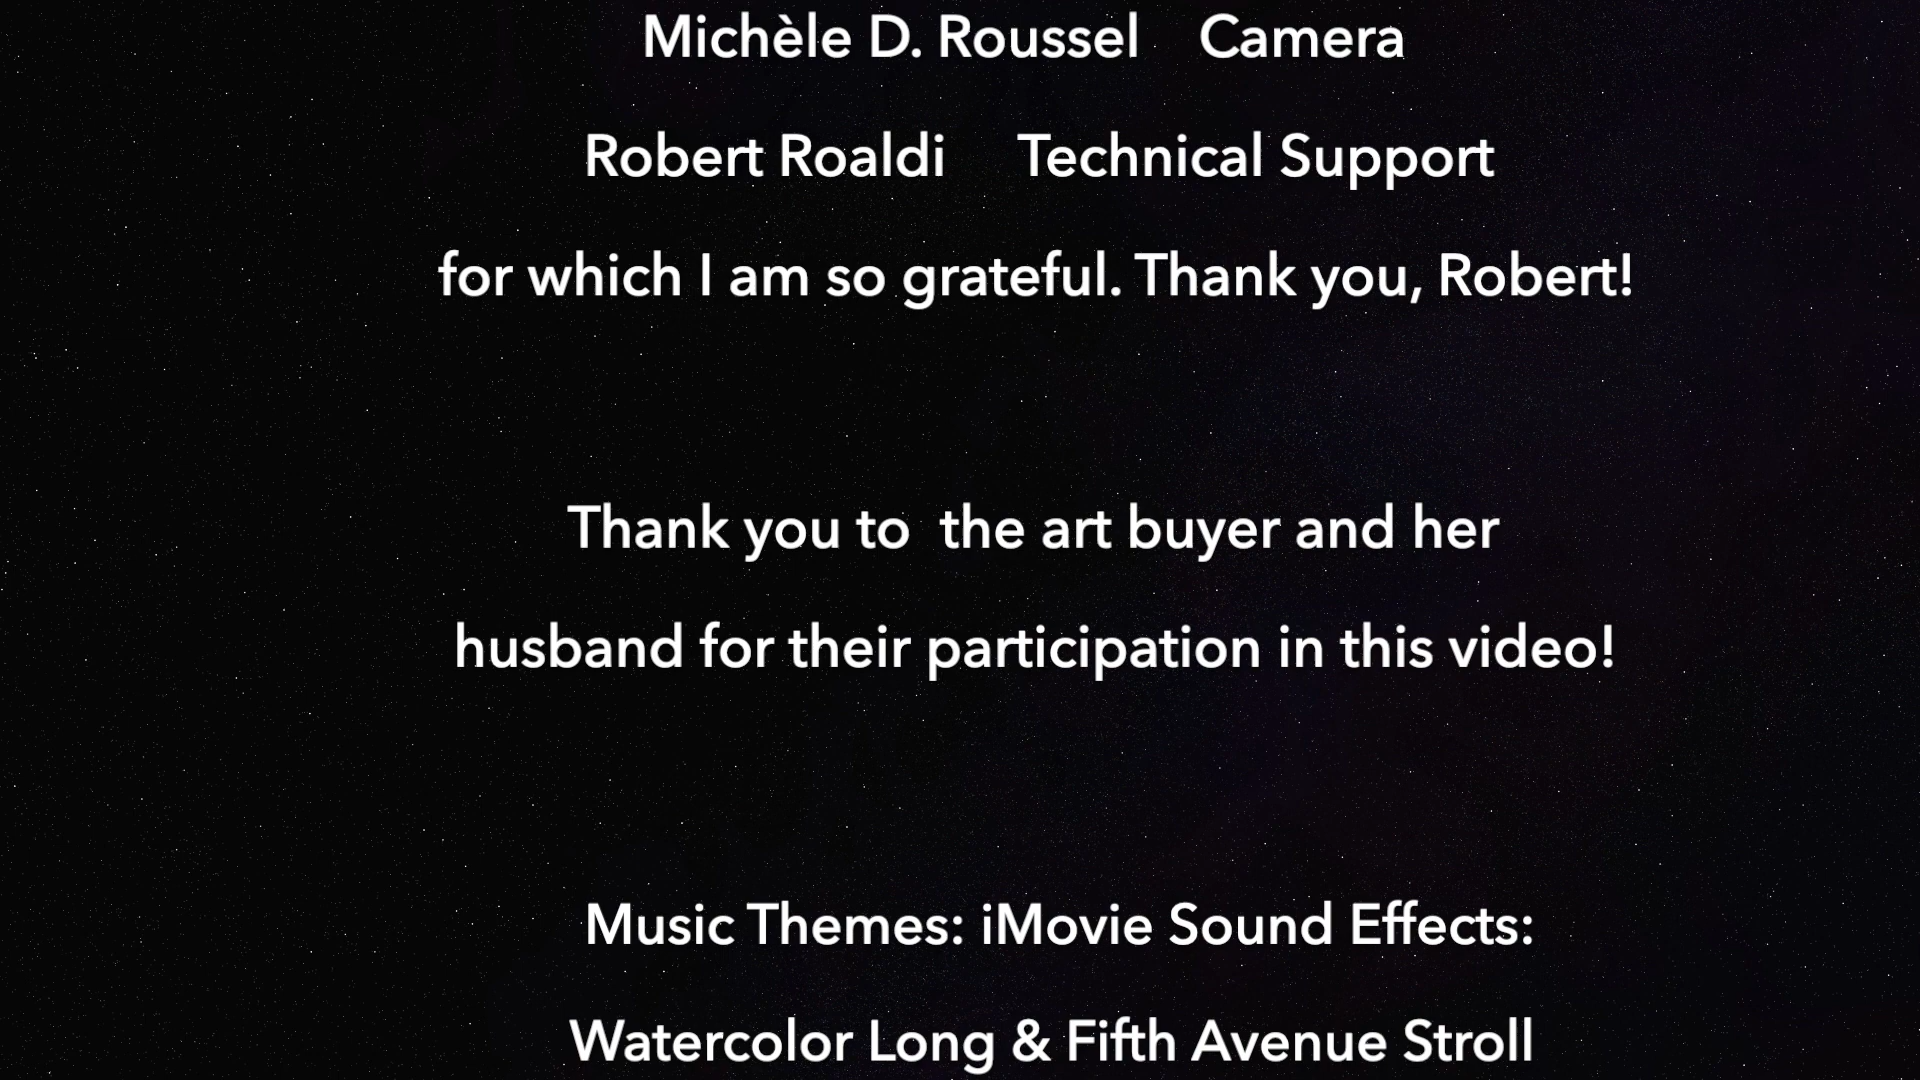 Michèle D. Roussel Camera
Robert Roaldi Technical Support
for which I am so grateful. Thank you, Robert!
Thank you to the art buyer and her
husband for their participation in this video!
Music Themes: iMovie Sound Effects:
Watercolor Long & Fifth Avenue Stroll